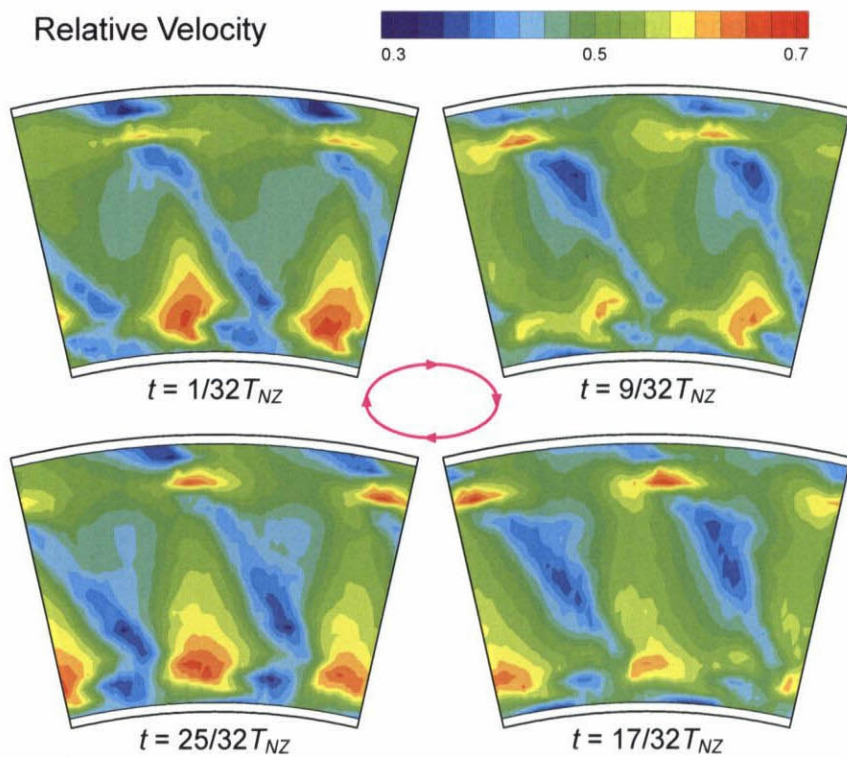 Relative Velocity
0.3 0.5 0.7
t = 1/32T_NZ t = 9/32T_NZ
t = 25/32T_NZ t = 17/32T_NZ